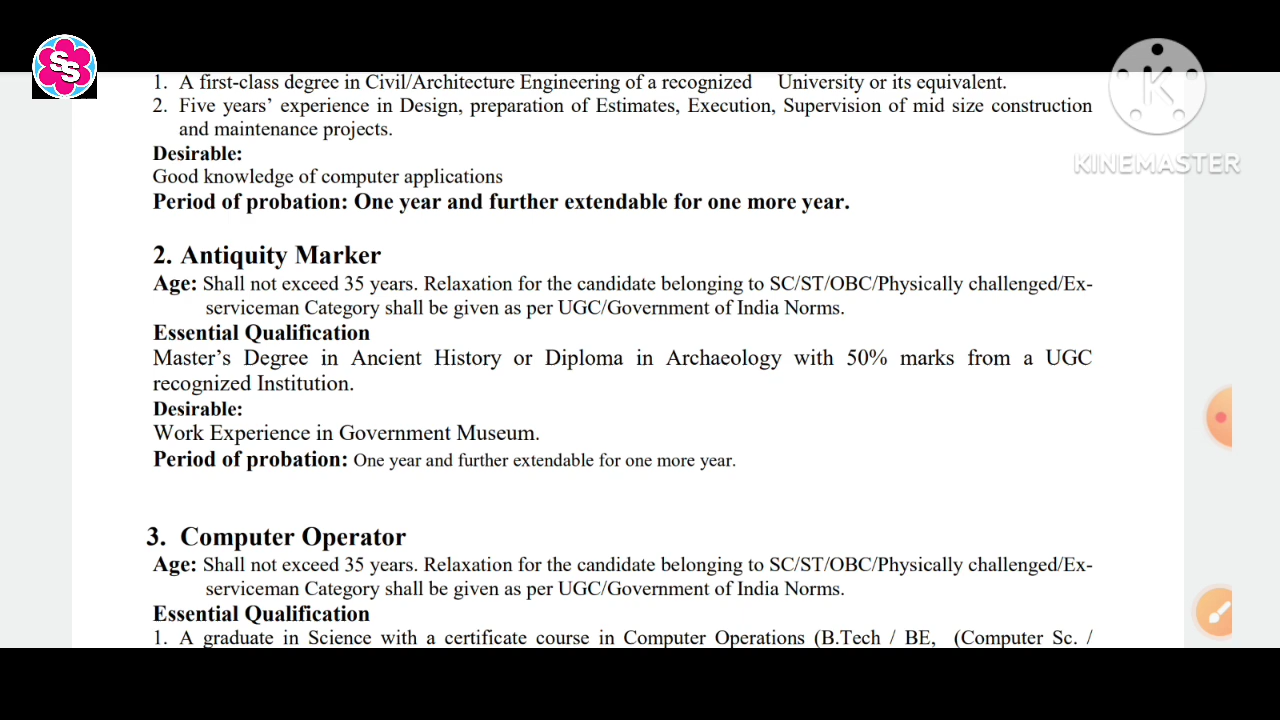 SS
K
KINEMASTER
1. A first-class degree in Civil/Architecture Engineering of a recognized University or its equivalent.
2. Five years' experience in Design, preparation of Estimates, Execution, Supervision of mid size construction
and maintenance projects.
Desirable:
Good knowledge of computer applications
Period of probation: One year and further extendable for one more year.
2. Antiquity Marker
Age: Shall not exceed 35 years. Relaxation for the candidate belonging to SC/ST/OBC/Physically challenged/Ex-
serviceman Category shall be given as per UGC/Government of India Norms.
Essential Qualification
Master's Degree in Ancient History or Diploma in Archaeology with 50% marks from a UGC
recognized Institution.
Desirable:
Work Experience in Government Museum.
Period of probation: One year and further extendable for one more year.
3. Computer Operator
Age: Shall not exceed 35 years. Relaxation for the candidate belonging to SC/ST/OBC/Physically challenged/Ex-
serviceman Category shall be given as per UGC/Government of India Norms.
Essential Qualification
1. A graduate in Science with a certificate course in Computer Operations (B.Tech / BE, (Computer Sc. /